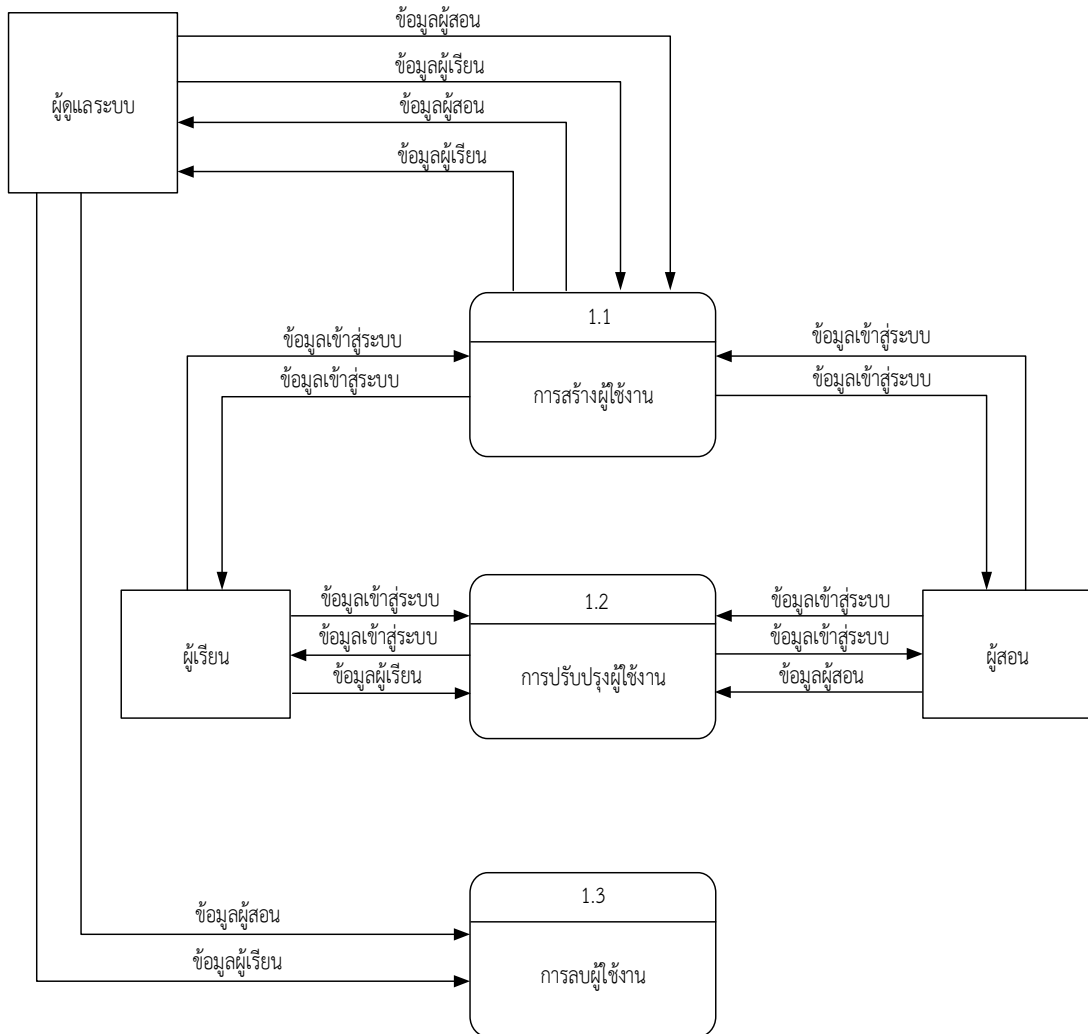 ข้อมูลผู้สอน
ข้อมูลผู้เรียน
ผู้ดูแลระบบ
ข้อมูลผู้สอน
ข้อมูลผู้เรียน
1.1
ข้อมูลเข้าสู่ระบบ
ข้อมูลเข้าสู่ระบบ
ข้อมูลเข้าสู่ระบบ
การสร้างผู้ใช้งาน
ข้อมูลเข้าสู่ระบบ
ข้อมูลเข้าสู่ระบบ
1.2
ข้อมูลเข้าสู่ระบบ
ผู้เรียน
ข้อมูลเข้าสู่ระบบ
ข้อมูลเข้าสู่ระบบ
ผู้สอน
ข้อมูลผู้เรียน
การปรับปรุงผู้ใช้งาน
ข้อมูลผู้สอน
1.3
ข้อมูลผู้สอน
ข้อมูลผู้เรียน
การลบผู้ใช้งาน